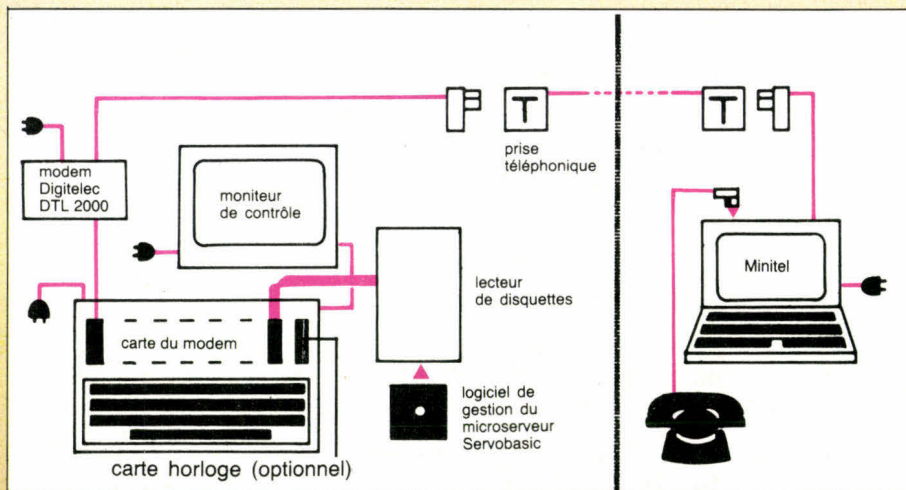 T
T
prise
téléphonique
modem
Digitelec
DTL 2000
moniteur
de contrôle
Minitel
lecteur
de disquettes
carte du modem
logiciel de
gestion du
microserveur
Servobasic
carte horloge (optionnel)